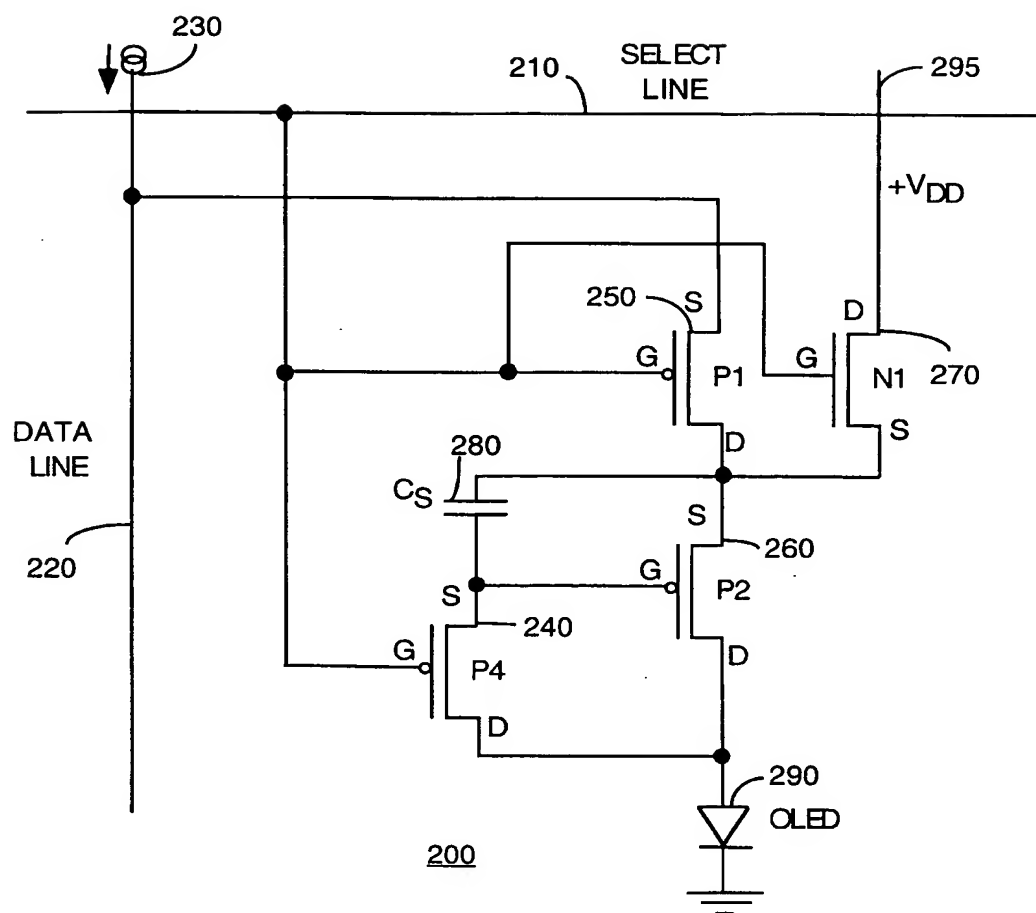 230
SELECT
LINE
210
295
+VDD
250
S
D
G
P1
G
N1
270
DATA
LINE
280
D
S
CS
S
260
220
S
G
P2
240
G
P4
D
D
290
OLED
200